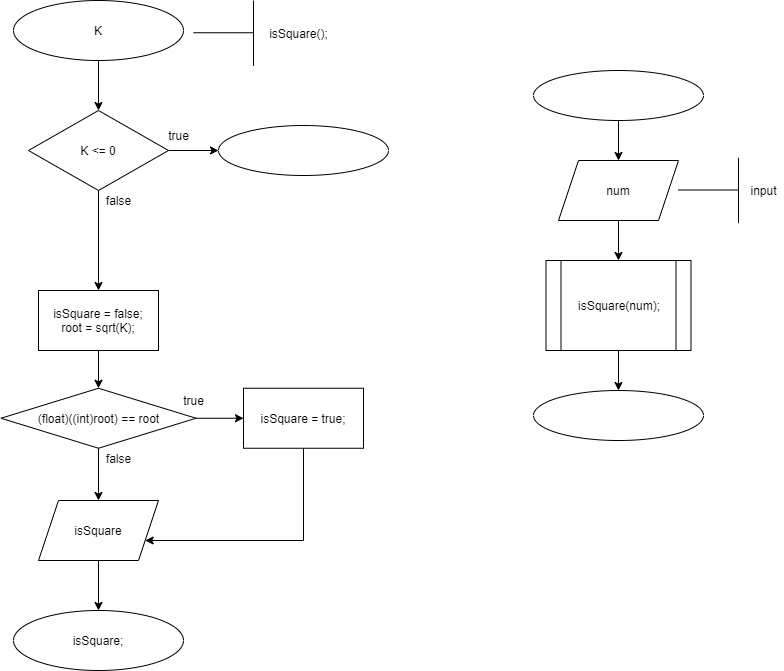 K
isSquare();
K <= 0
true
false
isSquare = false;
root = sqrt(K);
(float)((int)root) == root
true
isSquare = true;
false
isSquare
isSquare;
num
input
isSquare(num);